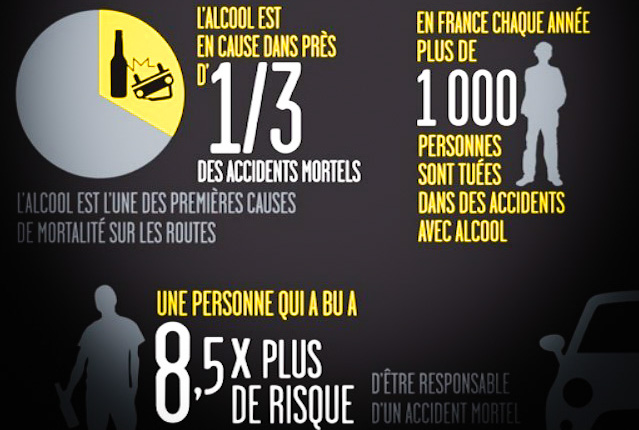 L'ALCOOL EST
EN CAUSE DANS PRÈS
D'
1/3
DES ACCIDENTS MORTELS
L'ALCOOL EST L'UNE DES PREMIÈRES CAUSES
DE MORTALITÉ SUR LES ROUTES
EN FRANCE CHAQUE ANNÉE
PLUS DE
1 000
PERSONNES
SONT TUÉES
DANS DES ACCIDENTS
AVEC ALCOOL
UNE PERSONNE QUI A BU A
8,5 X PLUS
DE RISQUE
D'ÊTRE RESPONSABLE
D'UN ACCIDENT MORTEL